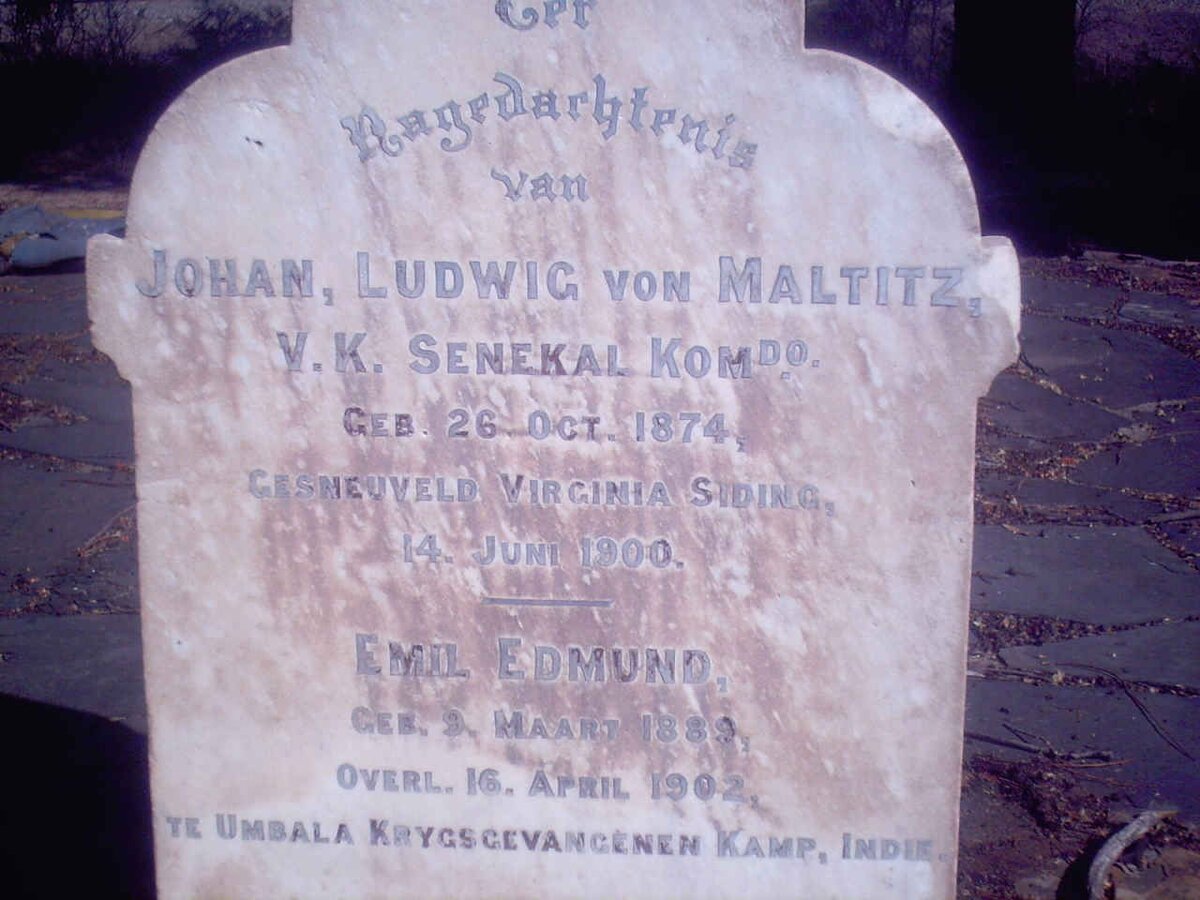 Ter
Nagedachtenis
van
JOHAN, LUDWIG VON MALTITZ,
V. K. SENEKAL KOMDO.
GEB. 26. OCT. 1874,
GESNEUVELD VIRGINIA SIDING,
14. JUNI 1900.
EMIL EDMUND,
GEB. 9. MAART 1889,
OVERL. 16. APRIL 1902,
TE UMBALA KRYGSGEVANGENEN KAMP, INDIE.